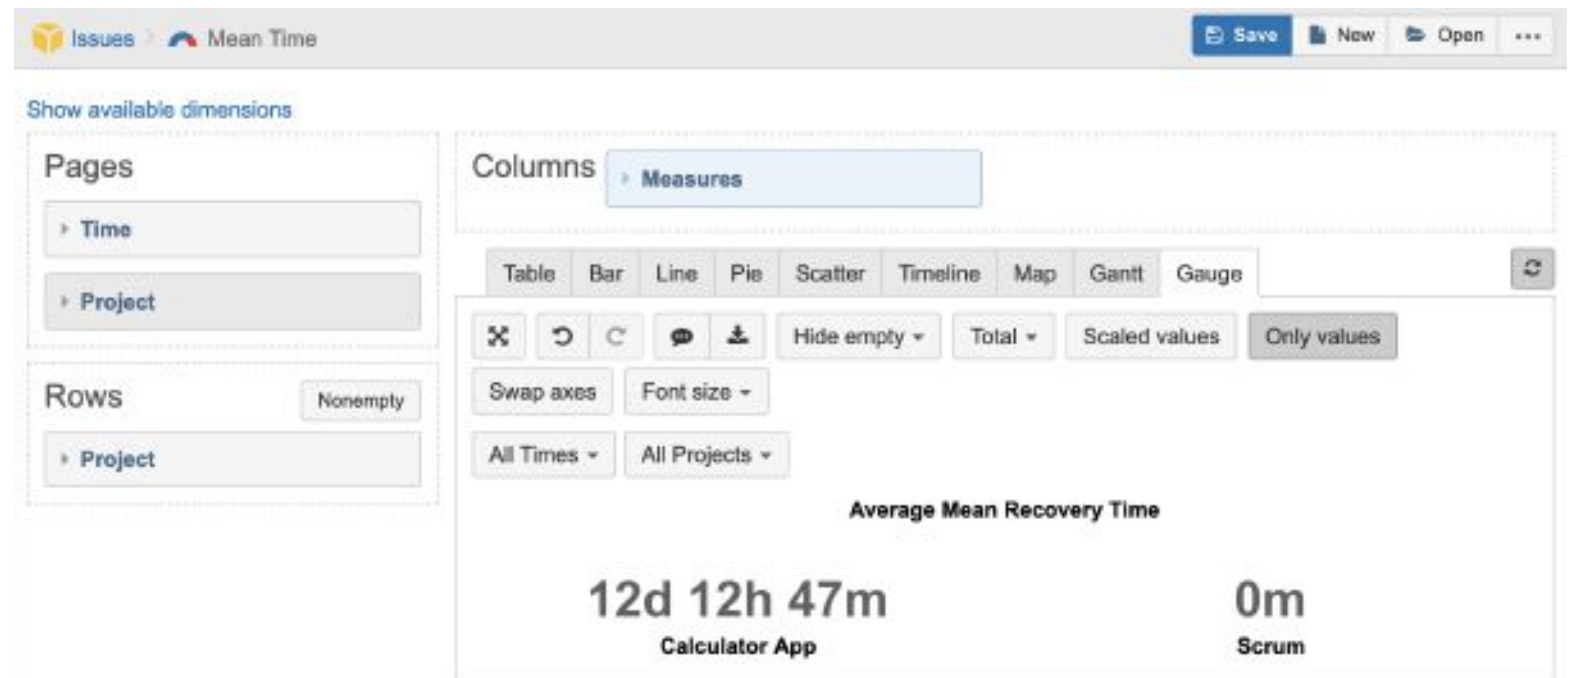 Issues Mean Time Save New Open ...
Show available dimensions
Pages
Time
Project
Rows Nonempty
Project
Columns Measures
Table Bar Line Pie Scatter Timeline Map Gantt Gauge
Hide empty Total Scaled values Only values
Swap axes Font size
All Times All Projects
Average Mean Recovery Time
12d 12h 47m 0m
Calculator App Scrum